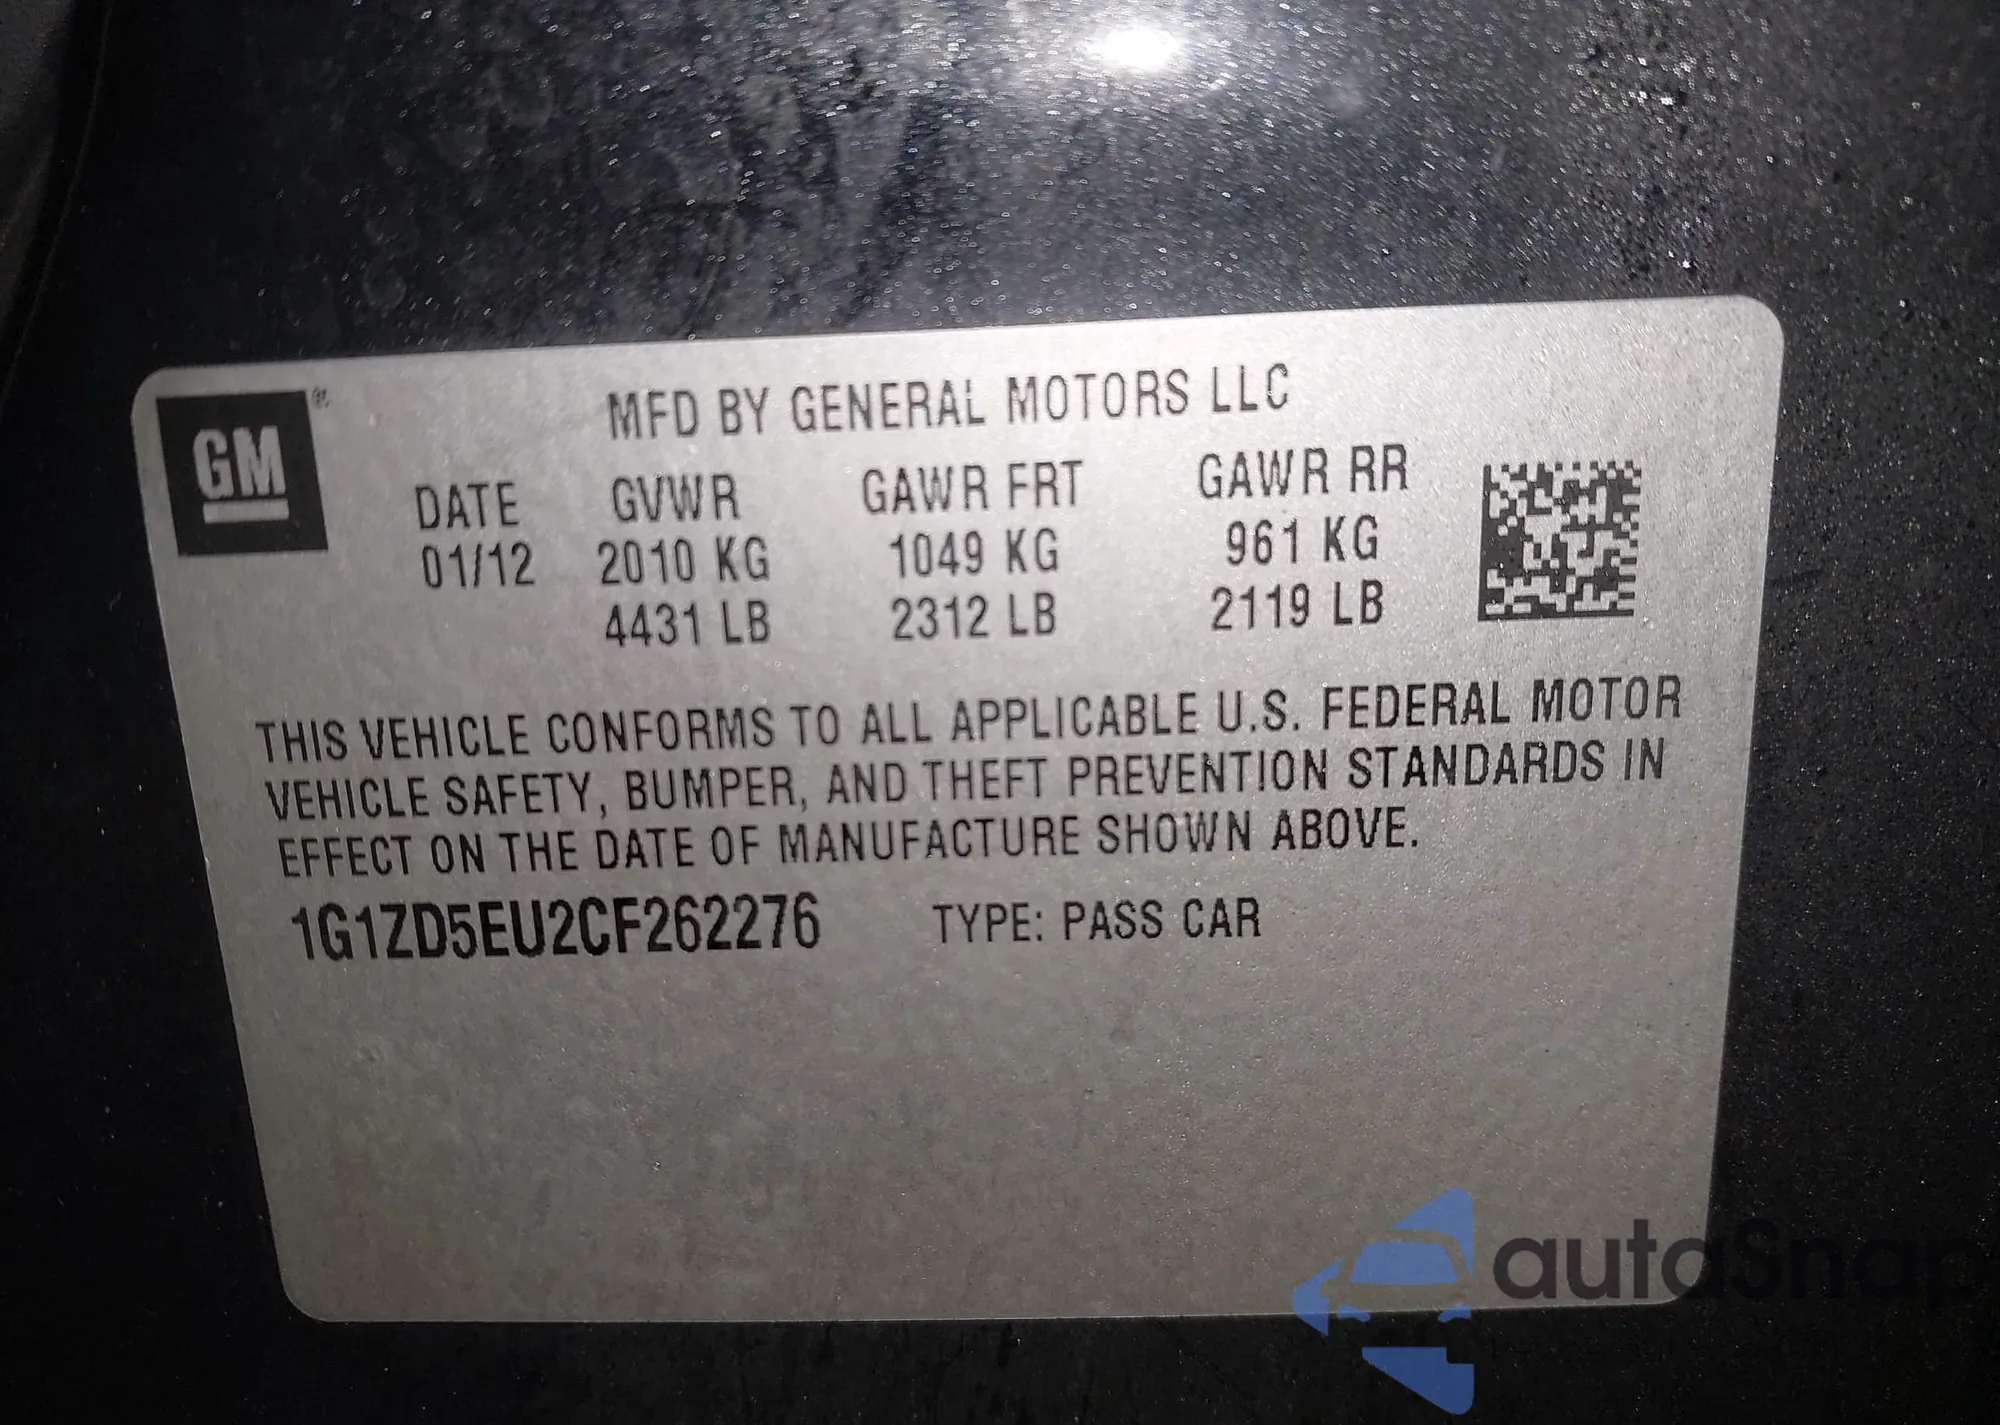 GM ®
MFD BY GENERAL MOTORS LLC
DATE GVWR GAWR FRT GAWR RR
01/12 2010 KG 1049 KG 961 KG
4431 LB 2312 LB 2119 LB
THIS VEHICLE CONFORMS TO ALL APPLICABLE U.S. FEDERAL MOTOR
VEHICLE SAFETY, BUMPER, AND THEFT PREVENTION STANDARDS IN
EFFECT ON THE DATE OF MANUFACTURE SHOWN ABOVE.
1G1ZD5EU2CF262276 TYPE: PASS CAR
autaSnap